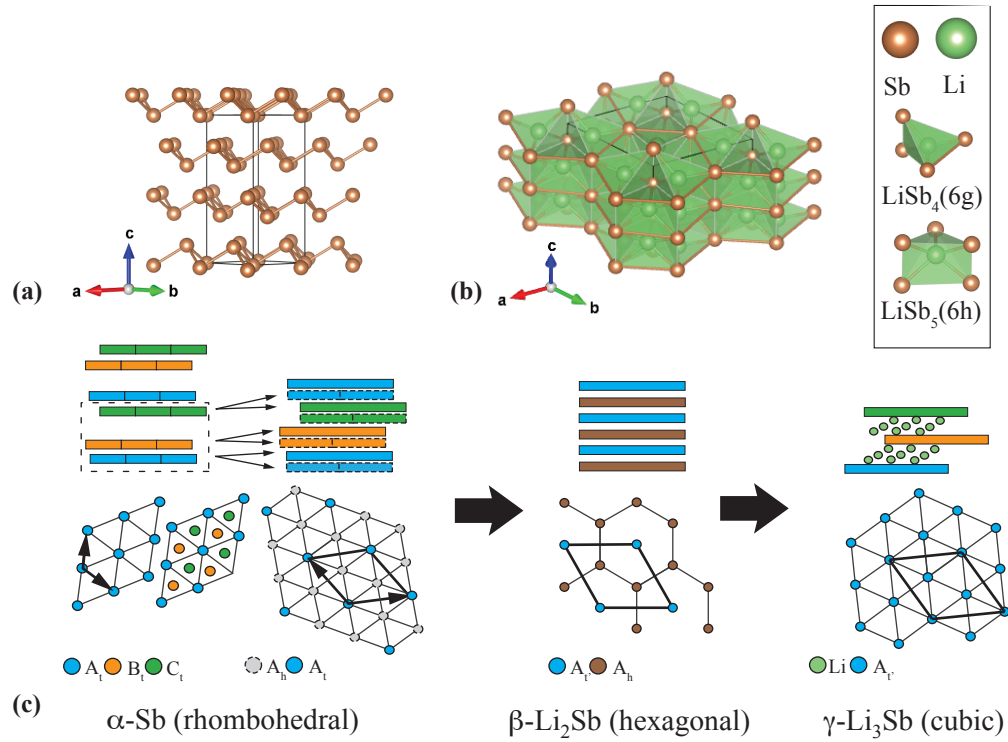 Sb Li
LiSb4(6g)
LiSb5(6h)
c
a b
(a)
c
a b
(b)
At Bt Ct
Ah At
At' Ah
Li At'
(c)
α-Sb (rhombohedral)
β-Li2Sb (hexagonal)
γ-Li3Sb (cubic)